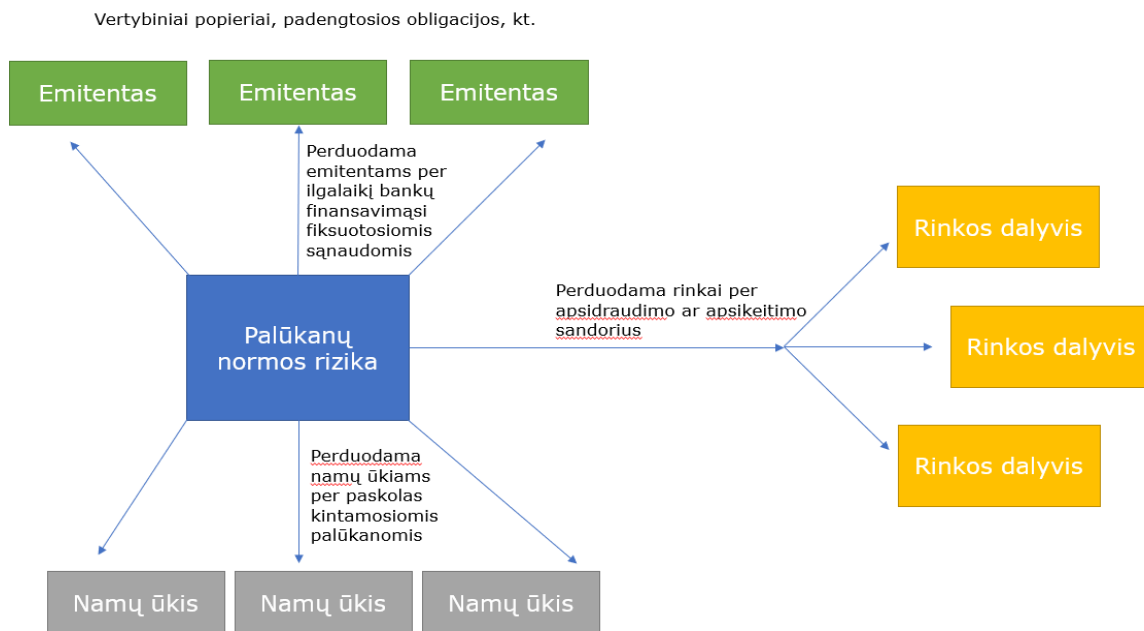 Vertybiniai popieriai, padengtosios obligacijos, kt.
Emitentas
Emitentas
Emitentas
Perduodama
emitentams per
ilgalaikį bankų
finansavimąsi
fiksuotosiomis
sąnaudomis
Rinkos dalyvis
Perduodama rinkai per
apsidraudimo ar apsikeitimo
sandorius
Palūkanų
normos rizika
Rinkos dalyvis
Rinkos dalyvis
Perduodama
namų ūkiams
per paskolas
kintamosiomis
palūkanomis
Namų ūkis
Namų ūkis
Namų ūkis